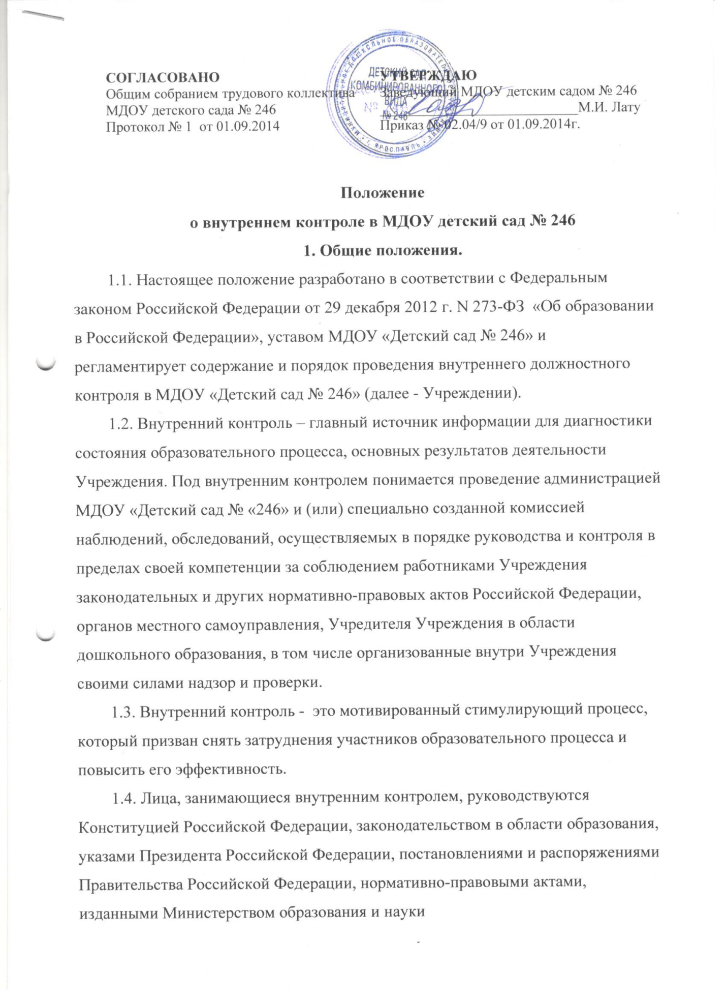 СОГЛАСОВАНО
Общим собранием трудового коллектива
МДОУ детского сада № 246
Протокол № 1 от 01.09.2014
УТВЕРЖДАЮ
Заведующий МДОУ детским садом № 246
М.И. Лату
Приказ № 02.04/9 от 01.09.2014г.
ДЕТСКИЙ САД
КОМБИНИРОВАННОГО
ВИДА
№ 246
г. ЯРОСЛАВЛЬ
Положение
о внутреннем контроле в МДОУ детский сад № 246
1. Общие положения.
1.1. Настоящее положение разработано в соответствии с Федеральным
законом Российской Федерации от 29 декабря 2012 г. N 273-ФЗ «Об образовании
в Российской Федерации», уставом МДОУ «Детский сад № 246» и
регламентирует содержание и порядок проведения внутреннего должностного
контроля в МДОУ «Детский сад № 246» (далее - Учреждении).
1.2. Внутренний контроль – главный источник информации для диагностики
состояния образовательного процесса, основных результатов деятельности
Учреждения. Под внутренним контролем понимается проведение администрацией
МДОУ «Детский сад № «246» и (или) специально созданной комиссией
наблюдений, обследований, осуществляемых в порядке руководства и контроля в
пределах своей компетенции за соблюдением работниками Учреждения
законодательных и других нормативно-правовых актов Российской Федерации,
органов местного самоуправления, Учредителя Учреждения в области
дошкольного образования, в том числе организованные внутри Учреждения
своими силами надзор и проверки.
1.3. Внутренний контроль - это мотивированный стимулирующий процесс,
который призван снять затруднения участников образовательного процесса и
повысить его эффективность.
1.4. Лица, занимающиеся внутренним контролем, руководствуются
Конституцией Российской Федерации, законодательством в области образования,
указами Президента Российской Федерации, постановлениями и распоряжениями
Правительства Российской Федерации, нормативно-правовыми актами,
изданными Министерством образования и науки